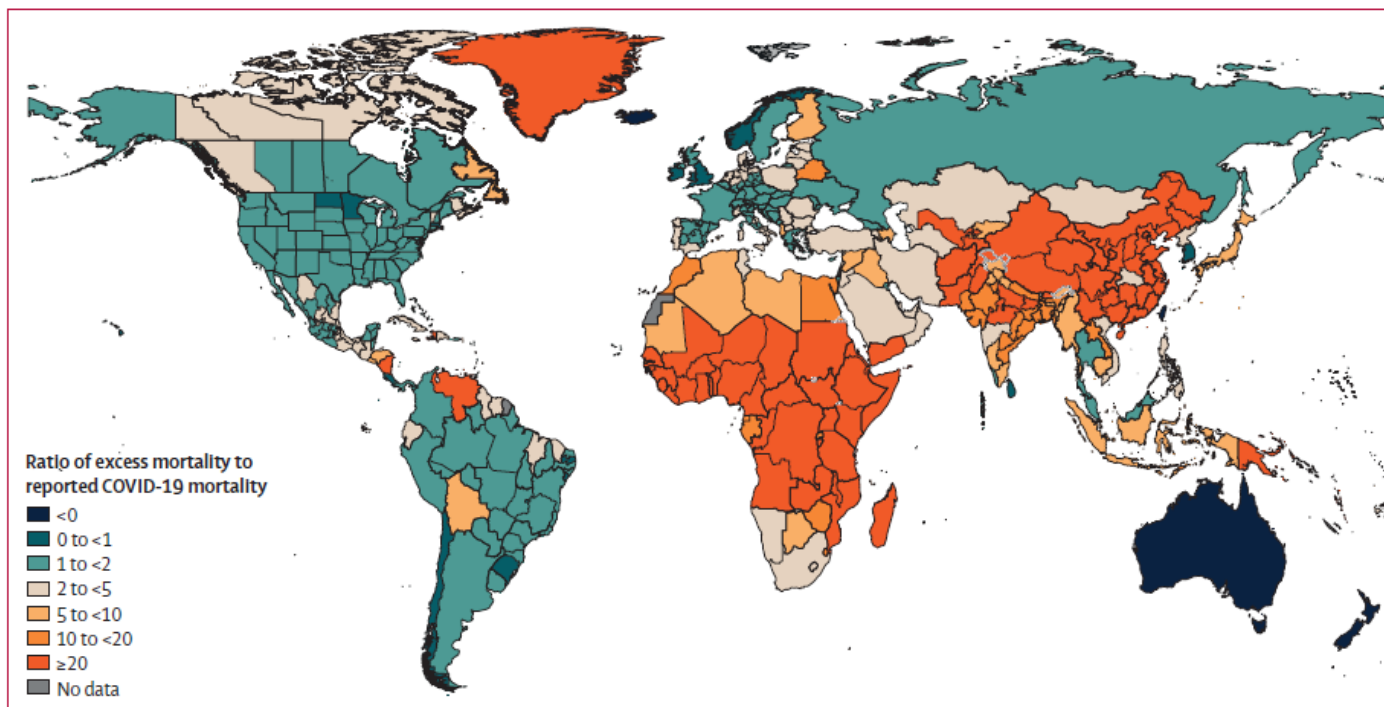 Ratio of excess mortality to
reported COVID-19 mortality
<0
0 to <1
1 to <2
2 to <5
5 to <10
10 to <20
≥20
No data